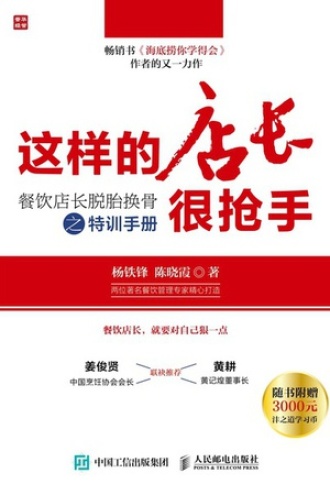 畅销书《海底捞你学得会》
作者的又一力作
这样的店长
很抢手
餐饮店长脱胎换骨
之特训手册
杨铁锋 陈晓霞 ◎ 著
两位著名餐饮管理专家精心打造
餐饮店长，就要对自己狠一点
姜俊贤
中国烹饪协会会长
联袂推荐
黄耕
黄记煌董事长
随书附赠
3000元
沣之道学习币
中国工信出版集团
人民邮电出版社
POSTS & TELECOM PRESS